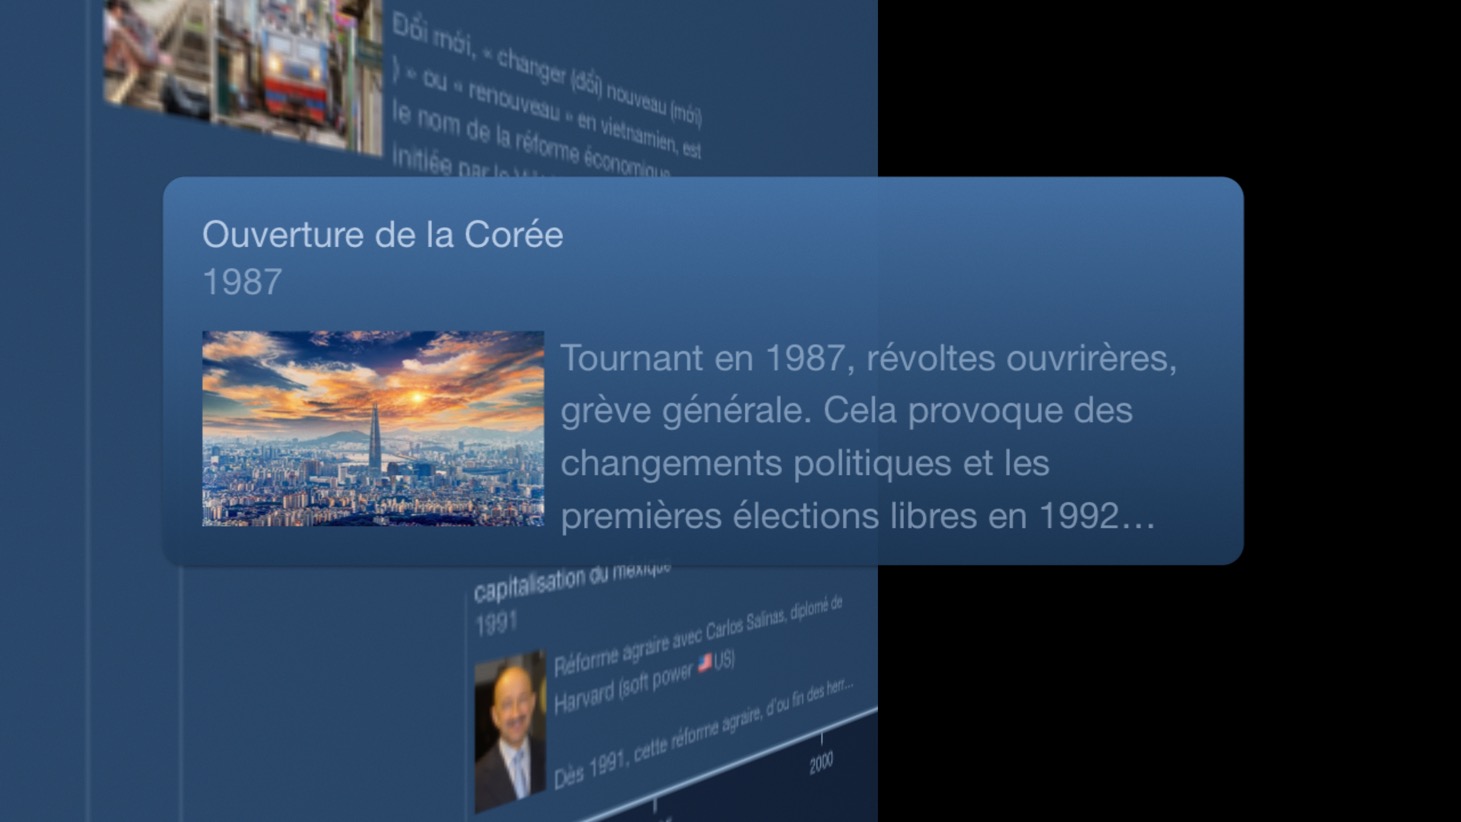 Đổi mới, « changer (đổi) nouveau (mới)
) » ou « renouveau » en vietnamien, est
le nom de la réforme économique
initiée par le
Ouverture de la Corée
1987
Tournant en 1987, révoltes ouvrirères,
grève générale. Cela provoque des
changements politiques et les
premières élections libres en 1992…
capitalisation du mexique
1991
Réforme agraire avec Carlos Salinas, diplomé de
Harvard (soft power 🇺🇸US)
Dès 1991, cette réforme agraire, d'ou fin des herr...
2000